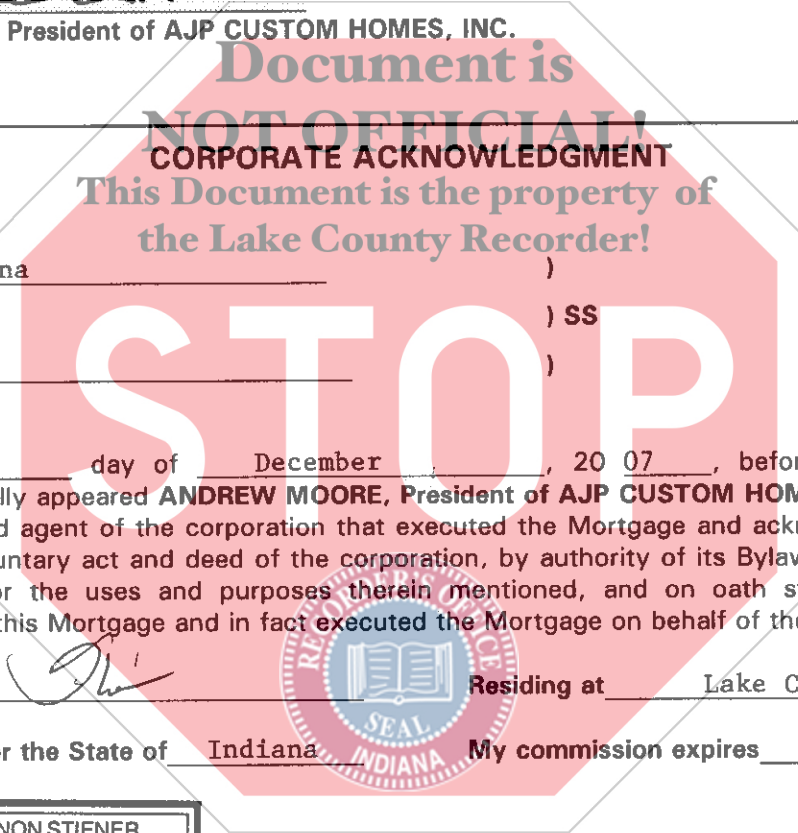 President of AJP CUSTOM HOMES, INC.
Document is
NOT OFFICIAL!
CORPORATE ACKNOWLEDGMENT
This Document is the property of
the Lake County Recorder!
na )
) SS
)
STOP
day of December , 20 07 , befor
lly appeared ANDREW MOORE, President of AJP CUSTOM HOM
d agent of the corporation that executed the Mortgage and ackn
untary act and deed of the corporation, by authority of its Bylaw
or the uses and purposes therein mentioned, and on oath st
this Mortgage and in fact executed the Mortgage on behalf of the
RECORDER'S OFFICE
SEAL
INDIANA
Residing at Lake C
r the State of Indiana My commission expires
NON STIENER